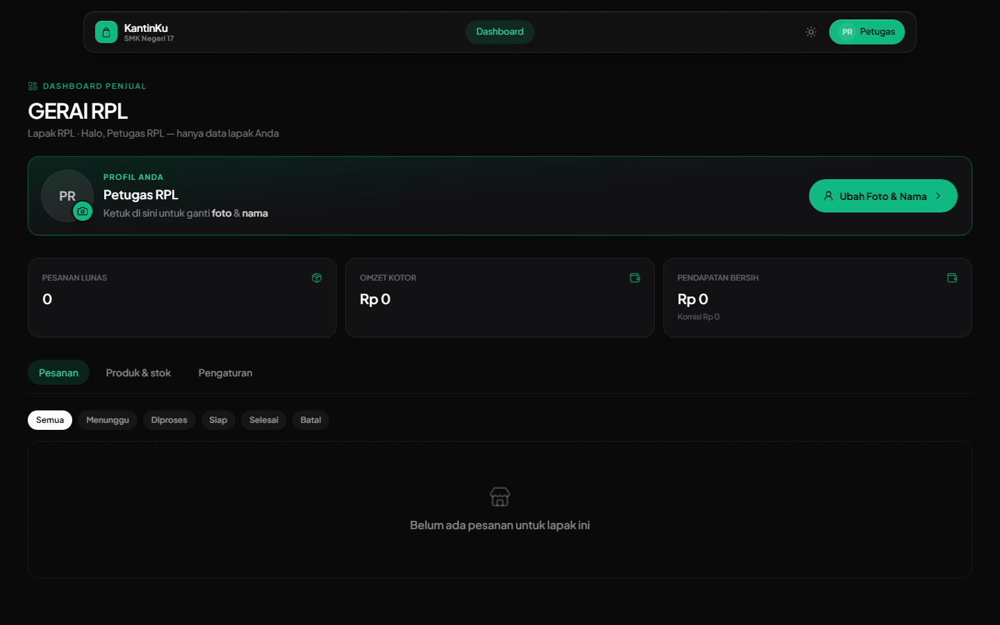 KantinKu
SMK Negeri 17
Dashboard
PR Petugas
DASHBOARD PENJUAL
GERAI RPL
Lapak RPL · Halo, Petugas RPL — hanya data lapak Anda
PR
PROFIL ANDA
Petugas RPL
Ketuk di sini untuk ganti foto & nama
Ubah Foto & Nama
PESANAN LUNAS
0
OMZET KOTOR
Rp 0
PENDAPATAN BERSIH
Rp 0
Komisi Rp 0
Pesanan
Produk & stok
Pengaturan
Semua
Menunggu
Diproses
Siap
Selesai
Batal
Belum ada pesanan untuk lapak ini